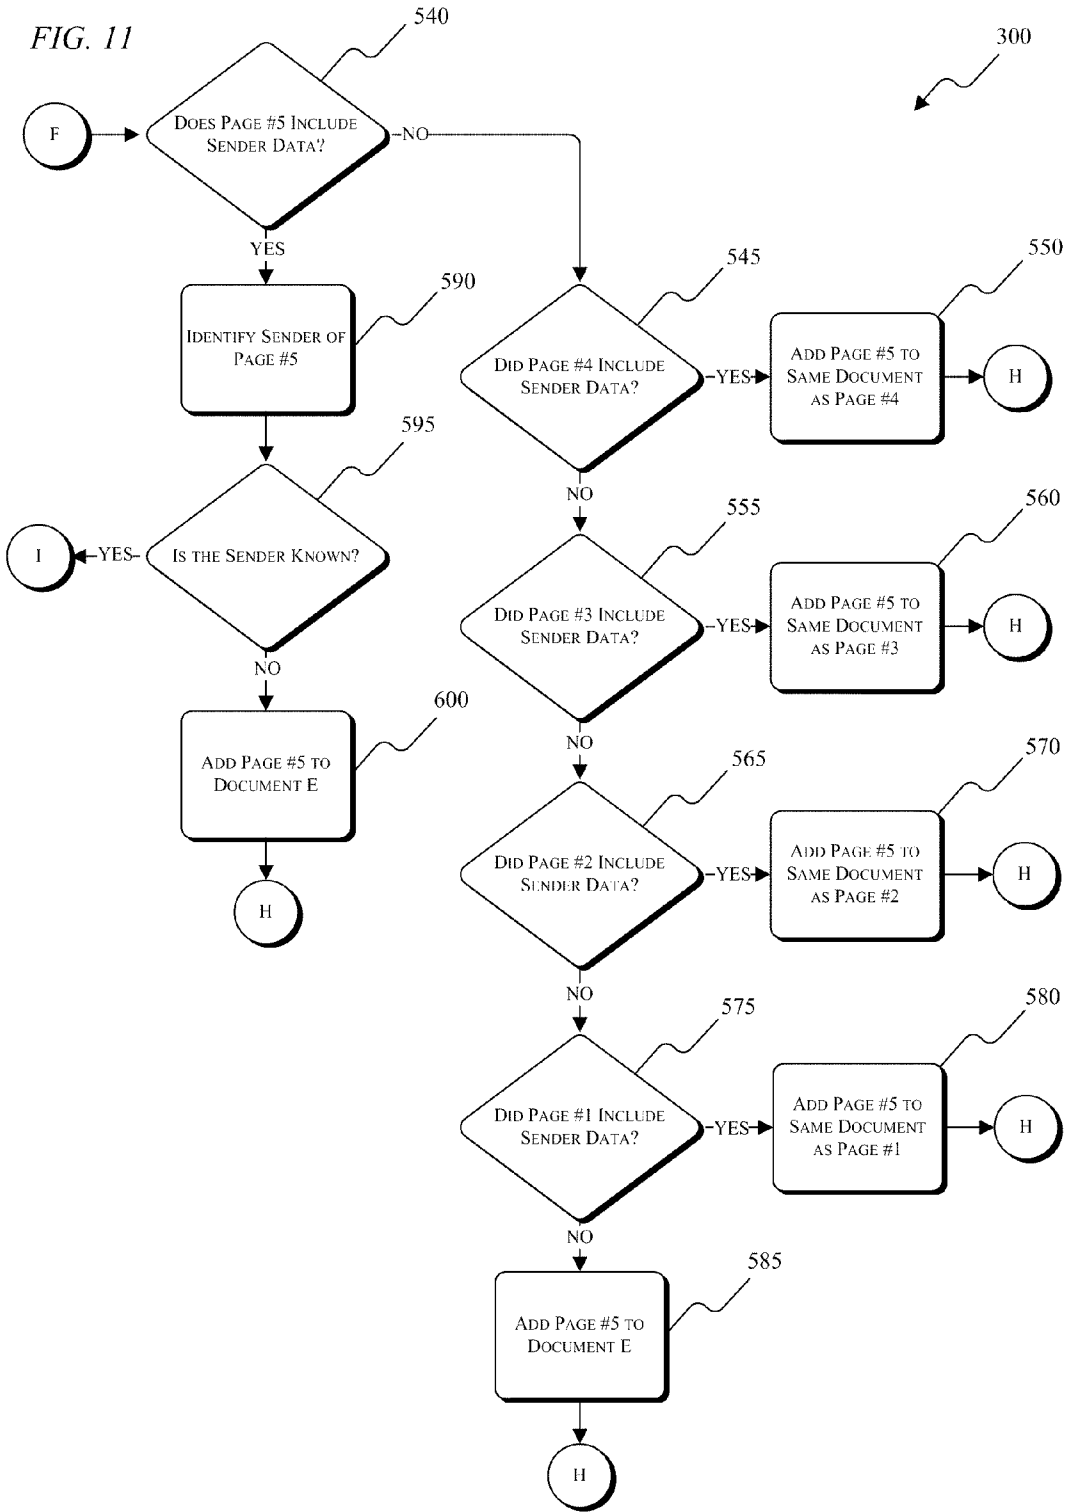 FIG. 11
540
300
F
DOES PAGE #5 INCLUDE
SENDER DATA?
NO
YES
590
IDENTIFY SENDER OF
PAGE #5
595
IS THE SENDER KNOWN?
YES
I
NO
600
ADD PAGE #5 TO
DOCUMENT E
H
545
DID PAGE #4 INCLUDE
SENDER DATA?
YES
550
ADD PAGE #5 TO
SAME DOCUMENT
AS PAGE #4
H
NO
555
DID PAGE #3 INCLUDE
SENDER DATA?
YES
560
ADD PAGE #5 TO
SAME DOCUMENT
AS PAGE #3
H
NO
565
DID PAGE #2 INCLUDE
SENDER DATA?
YES
570
ADD PAGE #5 TO
SAME DOCUMENT
AS PAGE #2
H
NO
575
DID PAGE #1 INCLUDE
SENDER DATA?
YES
580
ADD PAGE #5 TO
SAME DOCUMENT
AS PAGE #1
H
NO
585
ADD PAGE #5 TO
DOCUMENT E
H